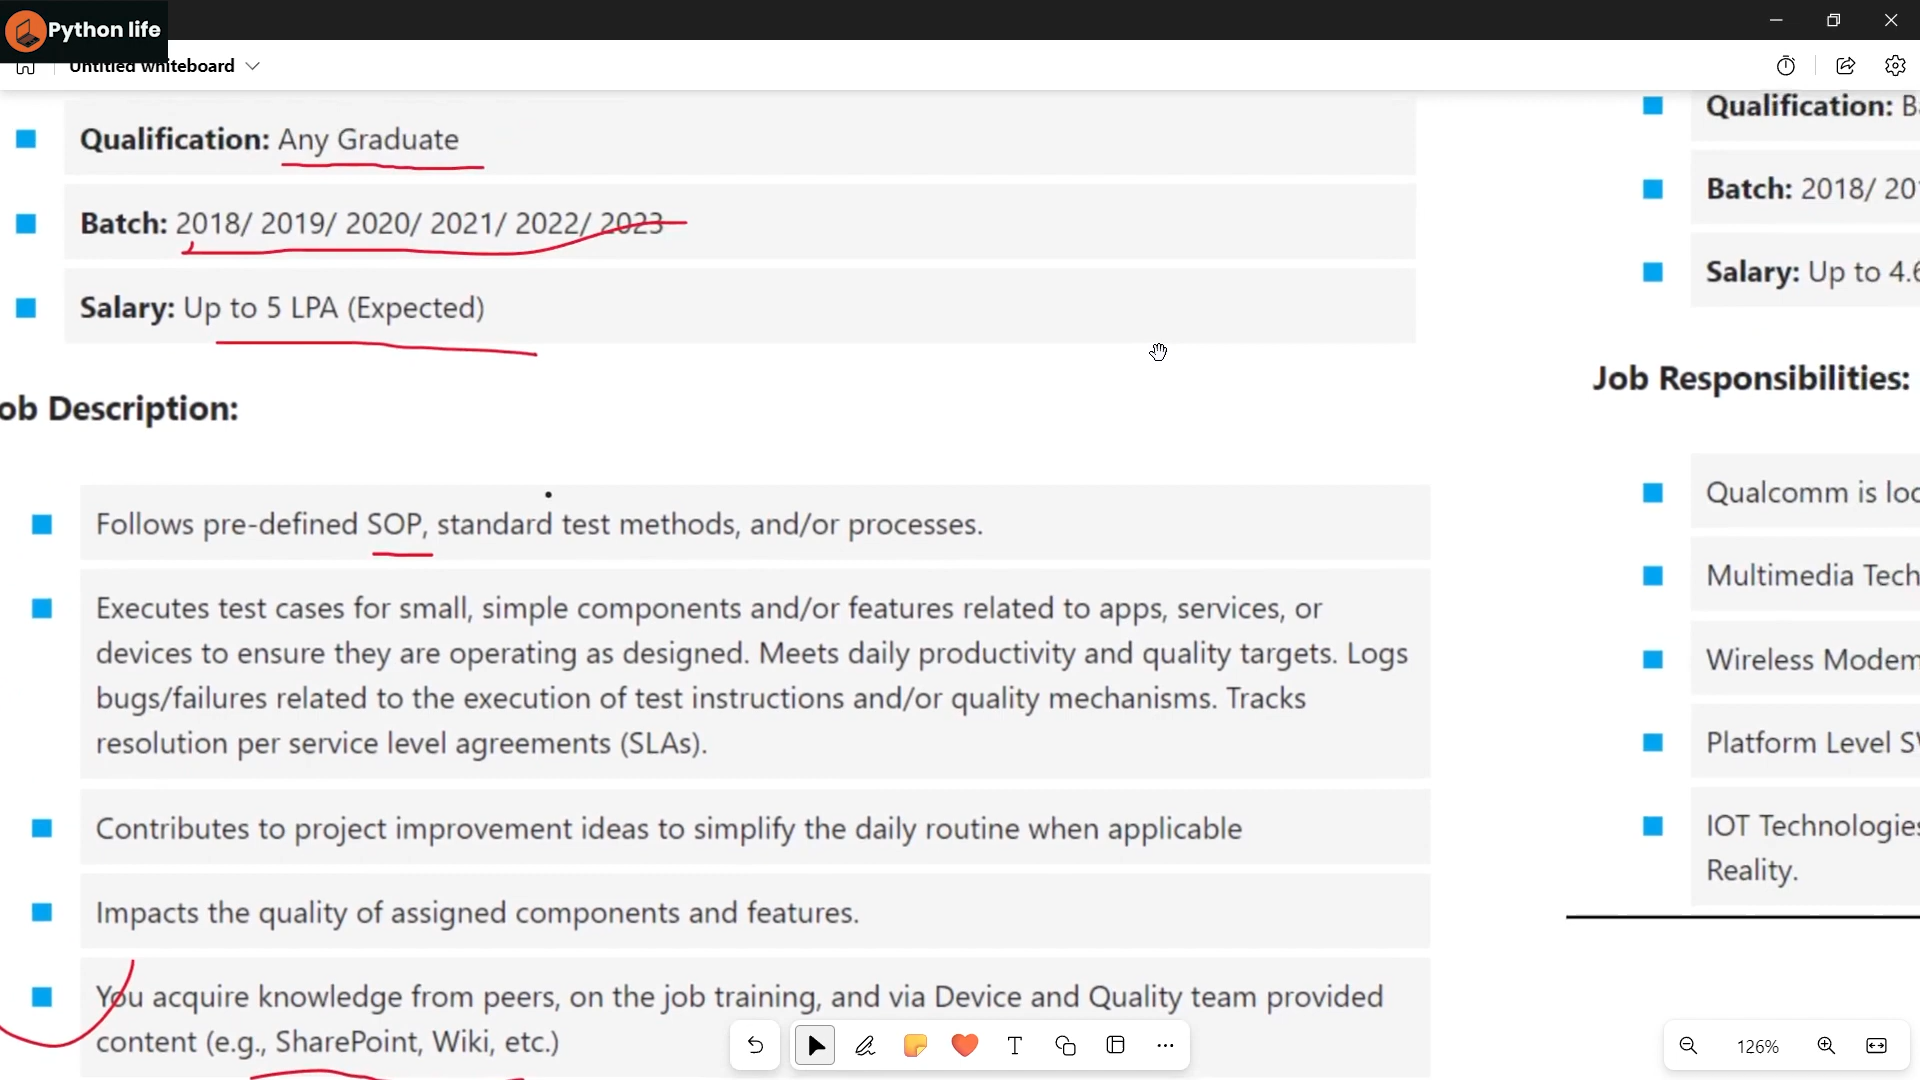 Python life
Untitled whiteboard
Qualification: Any Graduate
Batch: 2018/ 2019/ 2020/ 2021/ 2022/ 2023
Salary: Up to 5 LPA (Expected)
ob Description:
Follows pre-defined SOP, standard test methods, and/or processes.
Executes test cases for small, simple components and/or features related to apps, services, or
devices to ensure they are operating as designed. Meets daily productivity and quality targets. Logs
bugs/failures related to the execution of test instructions and/or quality mechanisms. Tracks
resolution per service level agreements (SLAs).
Contributes to project improvement ideas to simplify the daily routine when applicable
Impacts the quality of assigned components and features.
You acquire knowledge from peers, on the job training, and via Device and Quality team provided
content (e.g., SharePoint, Wiki, etc.)
Qualification:
Batch: 2018/
Salary: Up to
Job Responsibilities:
Qualcomm is
Multimedia
Wireless
Platform Level
IOT
Reality.
126%